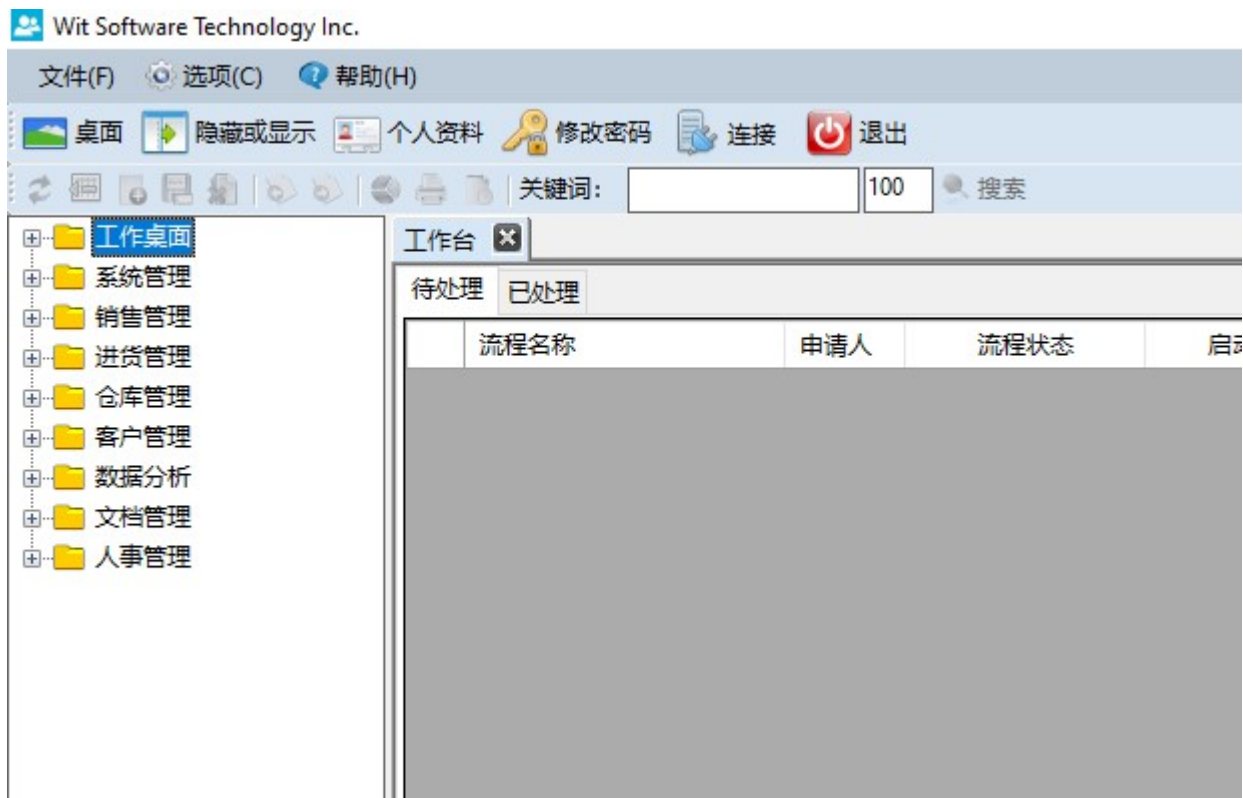 Wit Software Technology Inc.
文件(F) 选项(C) 帮助(H)
桌面 隐藏或显示 个人资料 修改密码 连接 退出
关键词： 100 搜索
工作桌面
系统管理
销售管理
进货管理
仓库管理
客户管理
数据分析
文档管理
人事管理
工作台
待处理 已处理
流程名称 申请人 流程状态 启